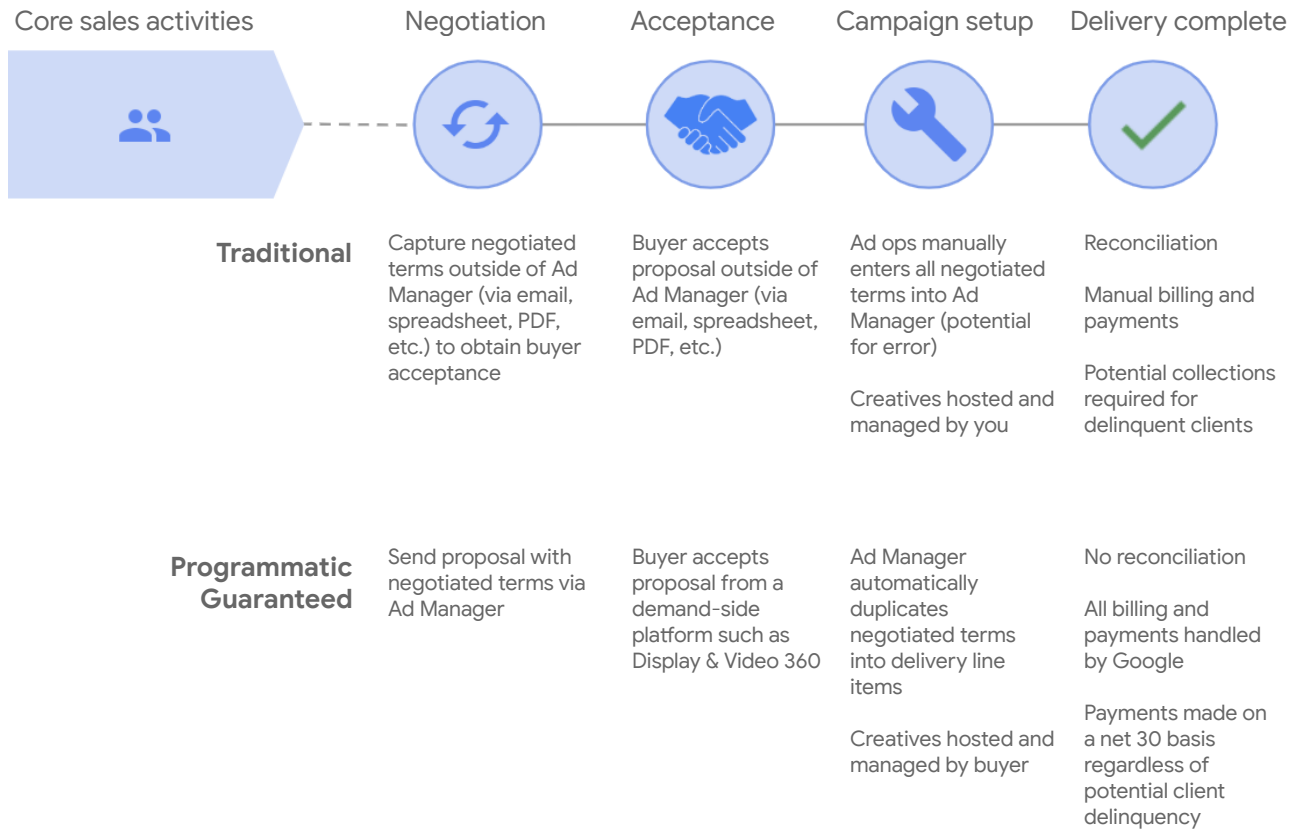 Core sales activities
Negotiation
Acceptance
Campaign setup
Delivery complete
Traditional
Capture negotiated
terms outside of Ad
Manager (via email,
spreadsheet, PDF,
etc.) to obtain buyer
acceptance
Buyer accepts
proposal outside of
Ad Manager (via
email, spreadsheet,
PDF, etc.)
Ad ops manually
enters all negotiated
terms into Ad
Manager (potential
for error)
Creatives hosted and
managed by you
Reconciliation
Manual billing and
payments
Potential collections
required for
delinquent clients
Programmatic
Guaranteed
Send proposal with
negotiated terms via
Ad Manager
Buyer accepts
proposal from a
demand-side
platform such as
Display & Video 360
Ad Manager
automatically
duplicates
negotiated terms
into delivery line
items
Creatives hosted and
managed by buyer
No reconciliation
All billing and
payments handled
by Google
Payments made on
a net 30 basis
regardless of
potential client
delinquency